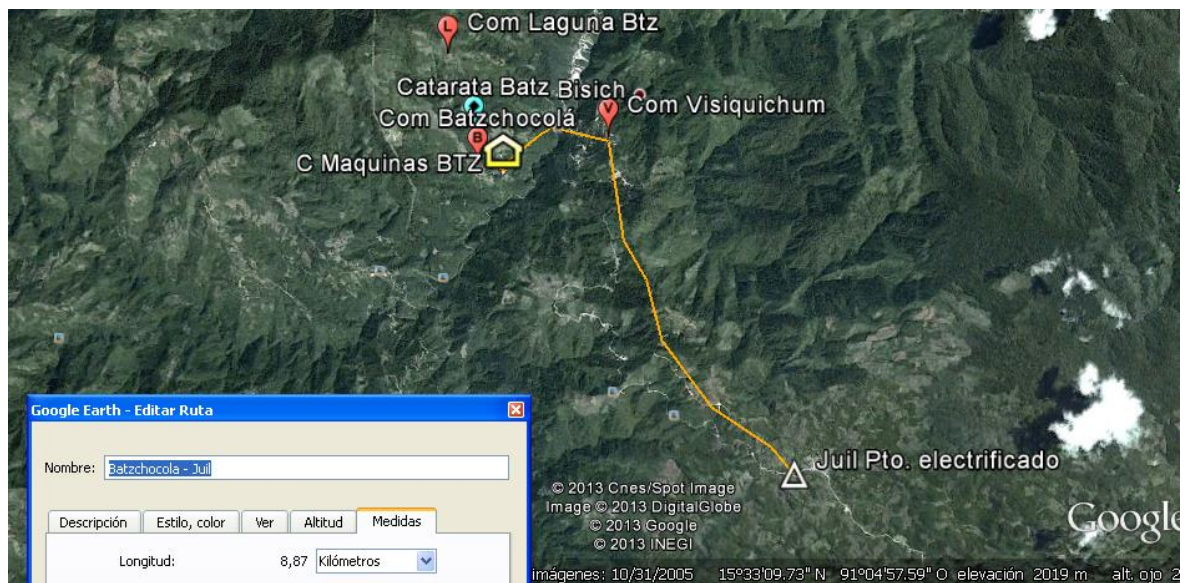 L
Com Laguna Btz
Catarata Batz
Bisich
V
Com Visiquichum
Com Batzchocolá
B
C Maquinas BTZ
Juil Pto. electrificado
© 2013 Cnes/Spot Image
Image © 2013 DigitalGlobe
© 2013 Google
© 2013 INEGI
Google
imágenes: 10/31/2005 15°33'09.73" N 91°04'57.59" O elevación 2019 m alt. ojo 2
Google Earth - Editar Ruta
Nombre: Batzchocola - Juil
Descripción Estilo, color Ver Altitud Medidas
Longitud: 8,87 Kilómetros